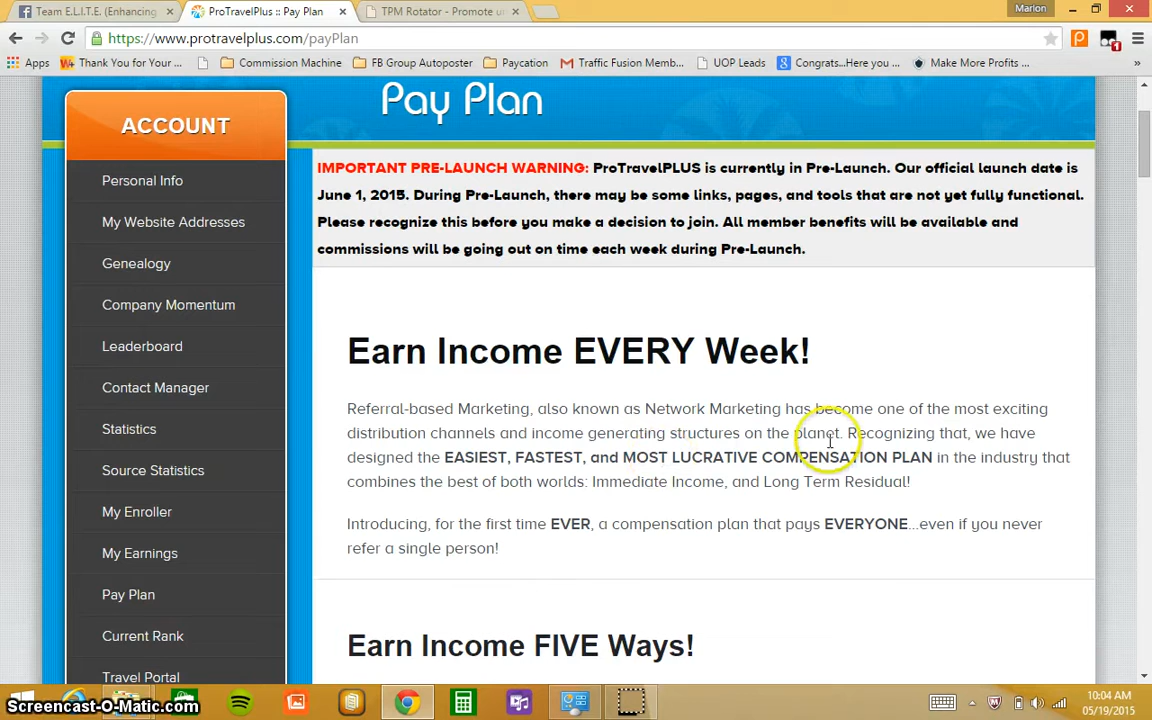 Team E.L.I.T.E. (Enhancing
ProTravelPlus :: Pay Plan
TPM Rotator - Promote un
Marlon
https://www.protravelplus.com/payPlan
Apps
Thank You for Your ...
Commission Machine
FB Group Autoposter
Paycation
Traffic Fusion Memb...
UOP Leads
Congrats...Here you ...
Make More Profits ...
Pay Plan
ACCOUNT
Personal Info
My Website Addresses
Genealogy
Company Momentum
Leaderboard
Contact Manager
Statistics
Source Statistics
My Enroller
My Earnings
Pay Plan
Current Rank
Travel Portal
IMPORTANT PRE-LAUNCH WARNING: ProTravelPLUS is currently in Pre-Launch. Our official launch date is
June 1, 2015. During Pre-Launch, there may be some links, pages, and tools that are not yet fully functional.
Please recognize this before you make a decision to join. All member benefits will be available and
commissions will be going out on time each week during Pre-Launch.
Earn Income EVERY Week!
Referral-based Marketing, also known as Network Marketing has become one of the most exciting
distribution channels and income generating structures on the planet. Recognizing that, we have
designed the EASIEST, FASTEST, and MOST LUCRATIVE COMPENSATION PLAN in the industry that
combines the best of both worlds: Immediate Income, and Long Term Residual!
Introducing, for the first time EVER, a compensation plan that pays EVERYONE...even if you never
refer a single person!
Earn Income FIVE Ways!
Screencast-O-Matic.com
10:04 AM
05/19/2015